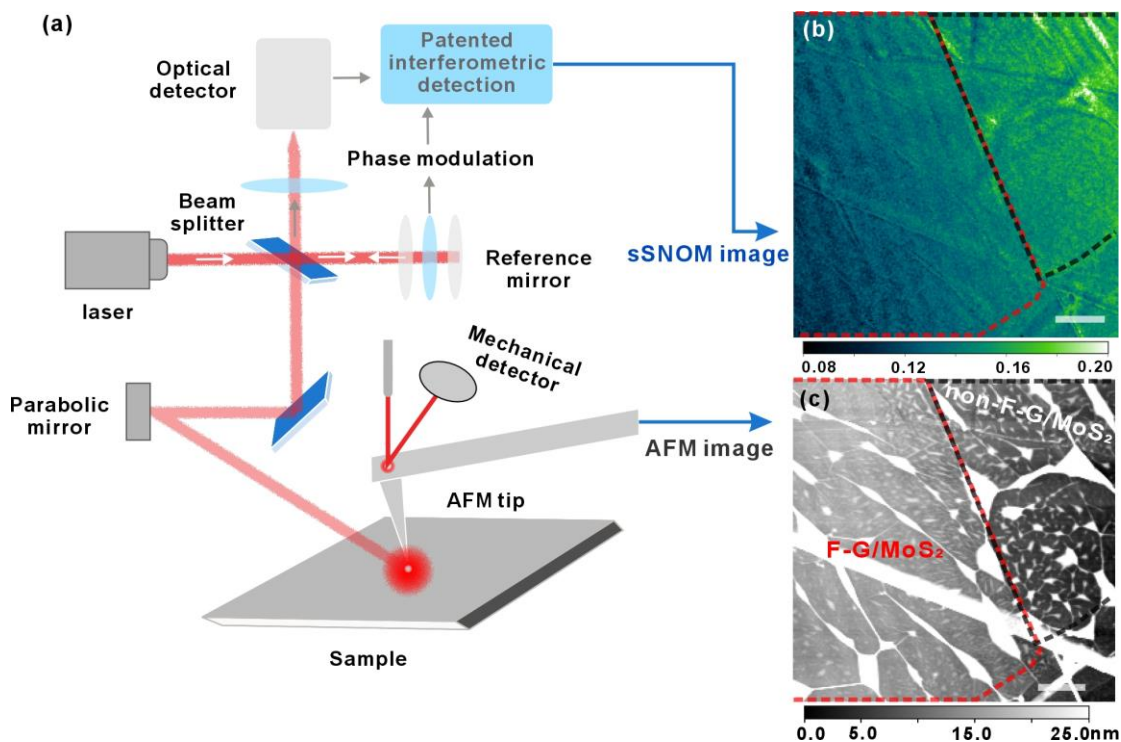 (a)
Optical
detector
Patented
interferometric
detection
Phase modulation
Beam
splitter
laser
Reference
mirror
sSNOM image
Mechanical
detector
Parabolic
mirror
AFM image
AFM tip
Sample
(b)
0.08 0.12 0.16 0.20
(c)
non-F-G/MoS₂
F-G/MoS₂
0.0 5.0 15.0 25.0nm